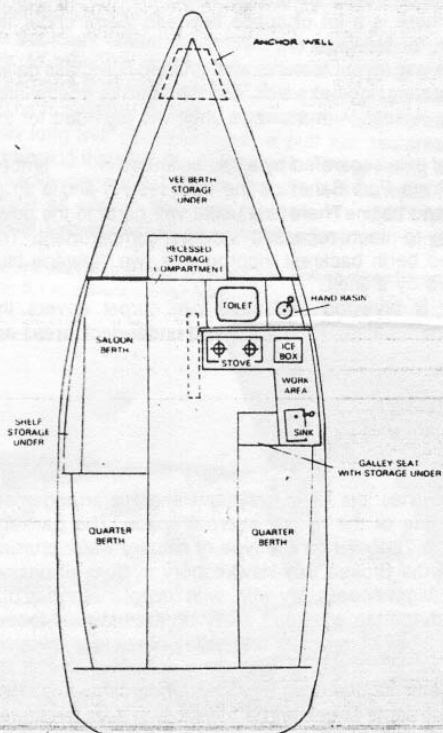 ANCHOR WELL
VEE BERTH
STORAGE
UNDER
RECESSED
STORAGE
COMPARTMENT
TOILET
HAND BASIN
SALOON
BERTH
STOVE
ICE
BOX
WORK
AREA
SHELF
STORAGE
UNDER
SINK
GALLEY SEAT
WITH STORAGE UNDER
QUARTER
BERTH
QUARTER
BERTH